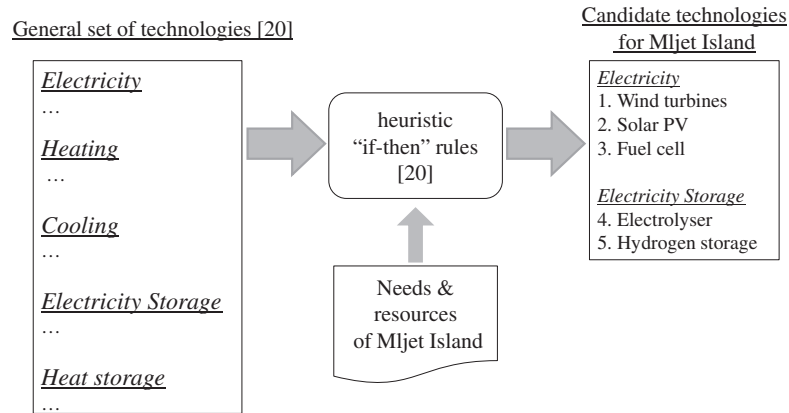 General set of technologies [20]
Electricity
…
Heating
…
Cooling
…
Electricity Storage
…
Heat storage
…
heuristic
“if-then” rules
[20]
Needs &
resources
of Mljet Island
Candidate technologies
for Mljet Island
Electricity
1. Wind turbines
2. Solar PV
3. Fuel cell
Electricity Storage
4. Electrolyser
5. Hydrogen storage